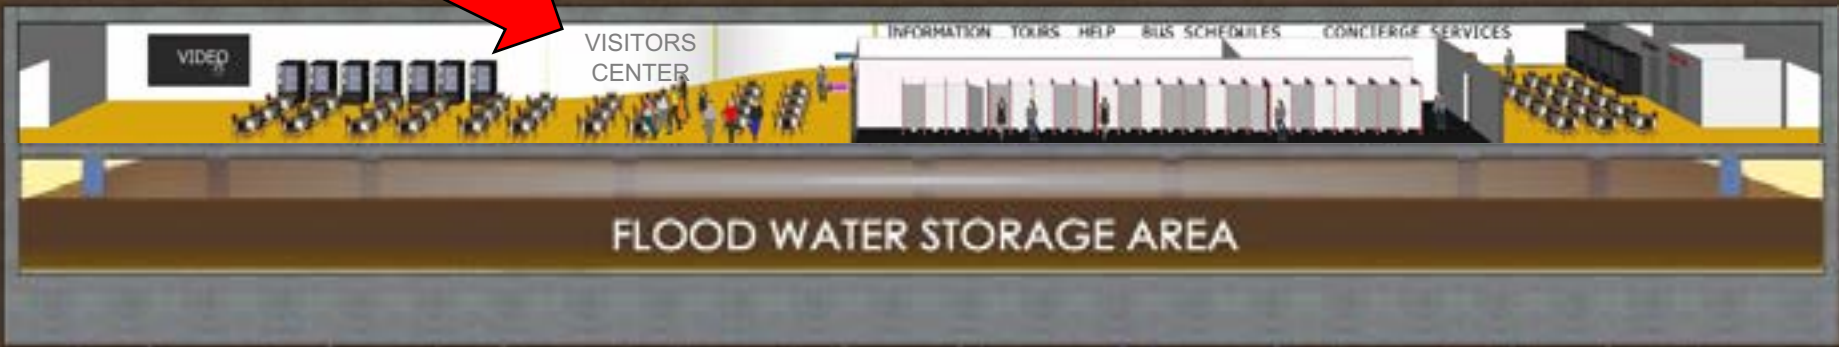 VIDEO
VISITORS
CENTER
INFORMATION TOURS HELP BUS SCHEDULES CONCIERGE SERVICES
FLOOD WATER STORAGE AREA